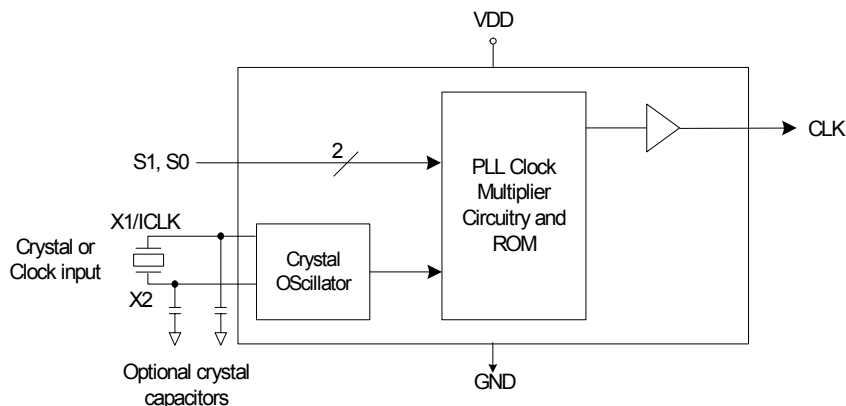 VDD
CLK
S1, S0
2
PLL Clock
Multiplier
Circuitry and
ROM
X1/ICLK
Crystal or
Clock input
Crystal
OScillator
X2
Optional crystal
capacitors
GND